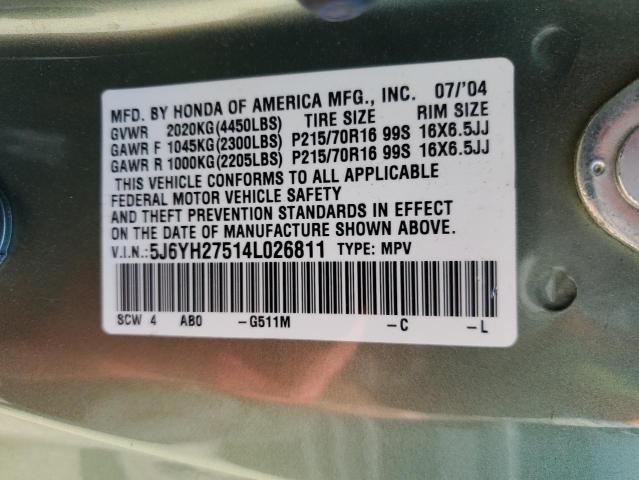 MFD. BY HONDA OF AMERICA MFG., INC. 07/'04
GVWR 2020KG(4450LBS) TIRE SIZE RIM SIZE
GAWR F 1045KG(2300LBS) P215/70R16 99S 16X6.5JJ
GAWR R 1000KG(2205LBS) P215/70R16 99S 16X6.5JJ
THIS VEHICLE CONFORMS TO ALL APPLICABLE
FEDERAL MOTOR VEHICLE SAFETY
AND THEFT PREVENTION STANDARDS IN EFFECT
ON THE DATE OF MANUFACTURE SHOWN ABOVE.
V.I.N.:5J6YH27514L026811 TYPE: MPV
SCW 4 AB0 -G511M -C -L